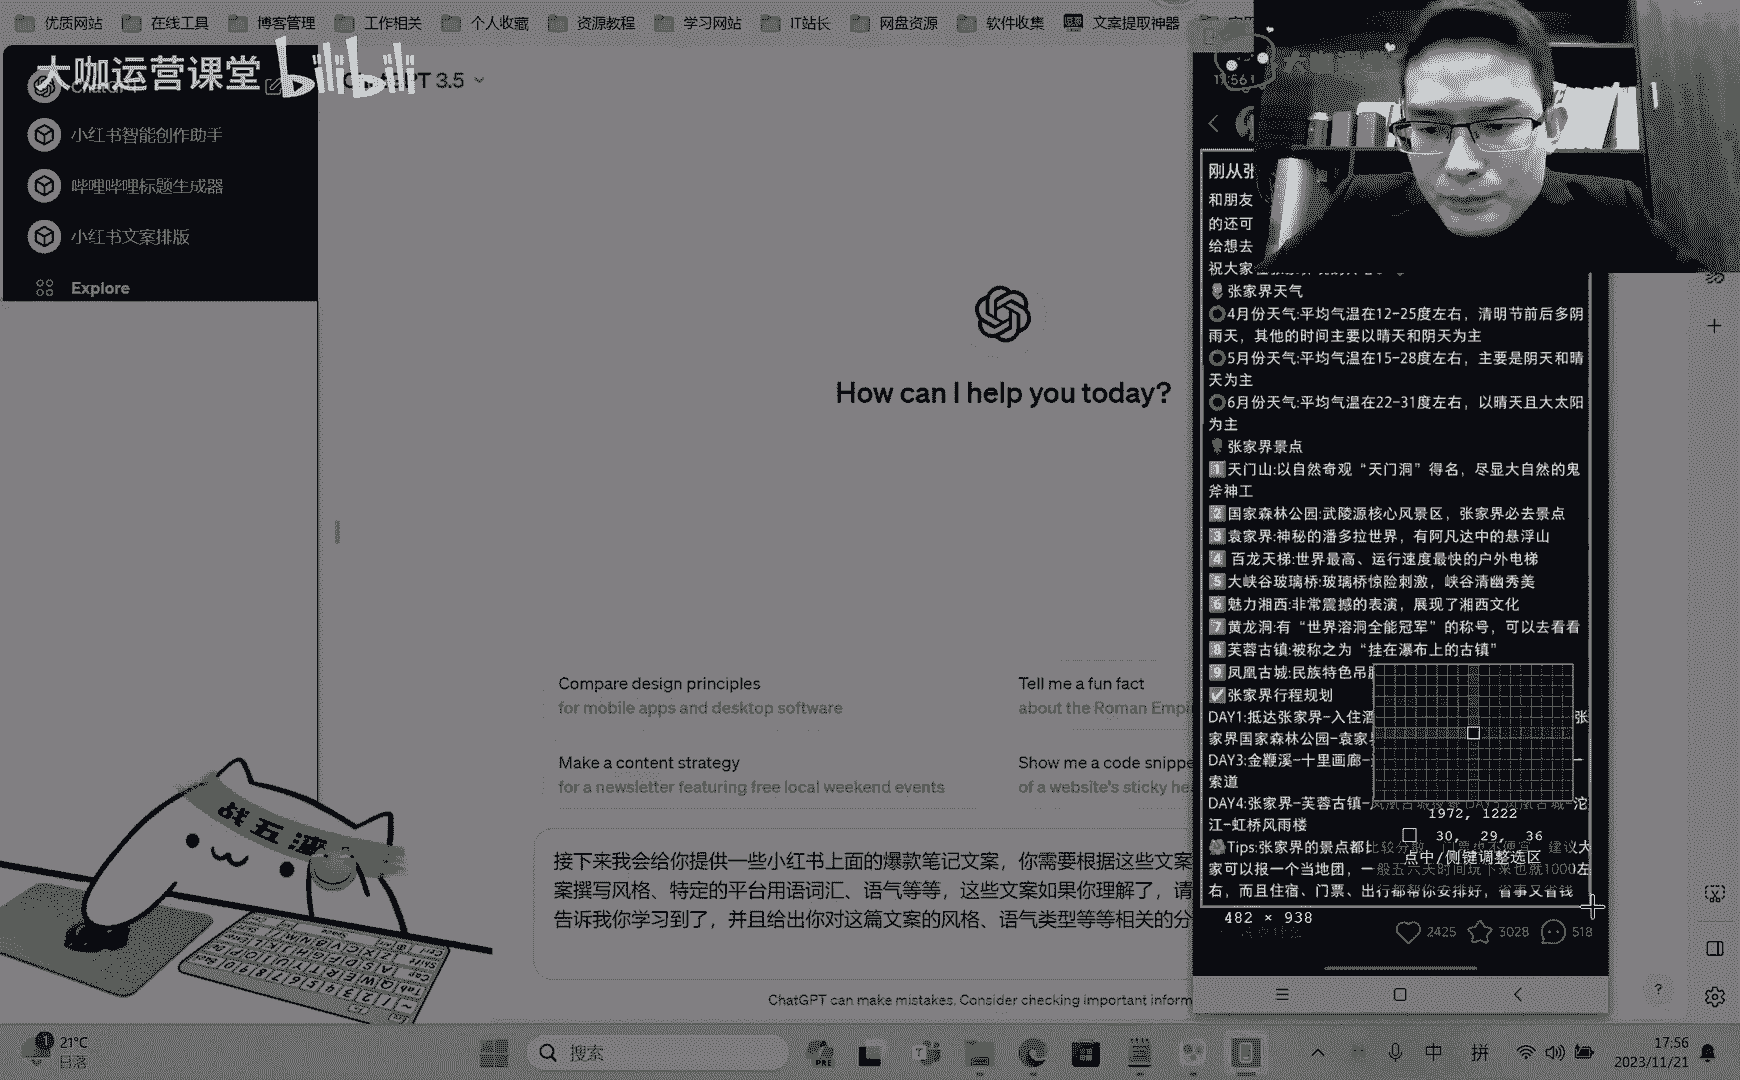 优质网站
在线工具
博客管理
工作相关
个人收藏
资源教程
学习网站
IT站长
网盘资源
软件收集
文案提取神器
大咖运营课堂
bilibili
PT 3.5
小红书智能创作助手
哔哩哔哩标题生成器
小红书文案排版
Explore
How can I help you today?
Compare design principles
for mobile apps and desktop software
Tell me a fun fact
about the Roman Empi
Make a content strategy
for a newsletter featuring free local weekend events
Show me a code snippe
of a website's sticky he
接下来我会给你提供一些小红书上面的爆款笔记文案，你需要根据这些文案
案撰写风格、特定的平台用语词汇、语气等等，这些文案如果你理解了，请
告诉我你学习到了，并且给出你对这篇文案的风格、语气类型等等相关的分
ChatGPT can make mistakes. Consider checking important inform
刚从张
和朋友
的还可
给想去
祝大家
张家界天气
4月份天气:平均气温在12-25度左右，清明节前后多阴
雨天，其他的时间主要以晴天和阴天为主
5月份天气:平均气温在15-28度左右，主要是阴天和晴
天为主
6月份天气:平均气温在22-31度左右，以晴天且大太阳
为主
张家界景点
1天门山:以自然奇观“天门洞”得名，尽显大自然的鬼
斧神工
2国家森林公园:武陵源核心风景区，张家界必去景点
3袁家界:神秘的潘多拉世界，有阿凡达中的悬浮山
4 百龙天梯:世界最高、运行速度最快的户外电梯
5大峡谷玻璃桥:玻璃桥惊险刺激，峡谷清幽秀美
6魅力湘西:非常震撼的表演，展现了湘西文化
7黄龙洞:有“世界溶洞全能冠军”的称号，可以去看看
8芙蓉古镇:被称之为“挂在瀑布上的古镇”
9凤凰古城:民族特色吊
✓张家界行程规划
DAY1:抵达张家界-入住酒 张
家界国家森林公园-袁家
DAY3:金鞭溪-十里画廊-
索道
DAY4:张家界-芙蓉古镇-凤凰古城 沱
江-虹桥风雨楼
Tips:张家界的景点都比较分散，门票也不便宜，建议大
家可以报一个当地团，一般五六天时间玩下来也就1000左
右，而且住宿、门票、出行都帮你安排好，省事又省钱
1972, 1222
30, 29, 36
点中/侧键调整选区
482 × 938
2425
3028
518
?
1
21°C
日落
搜索
PRE
中
拼
17:56
2023/11/21
战五渣